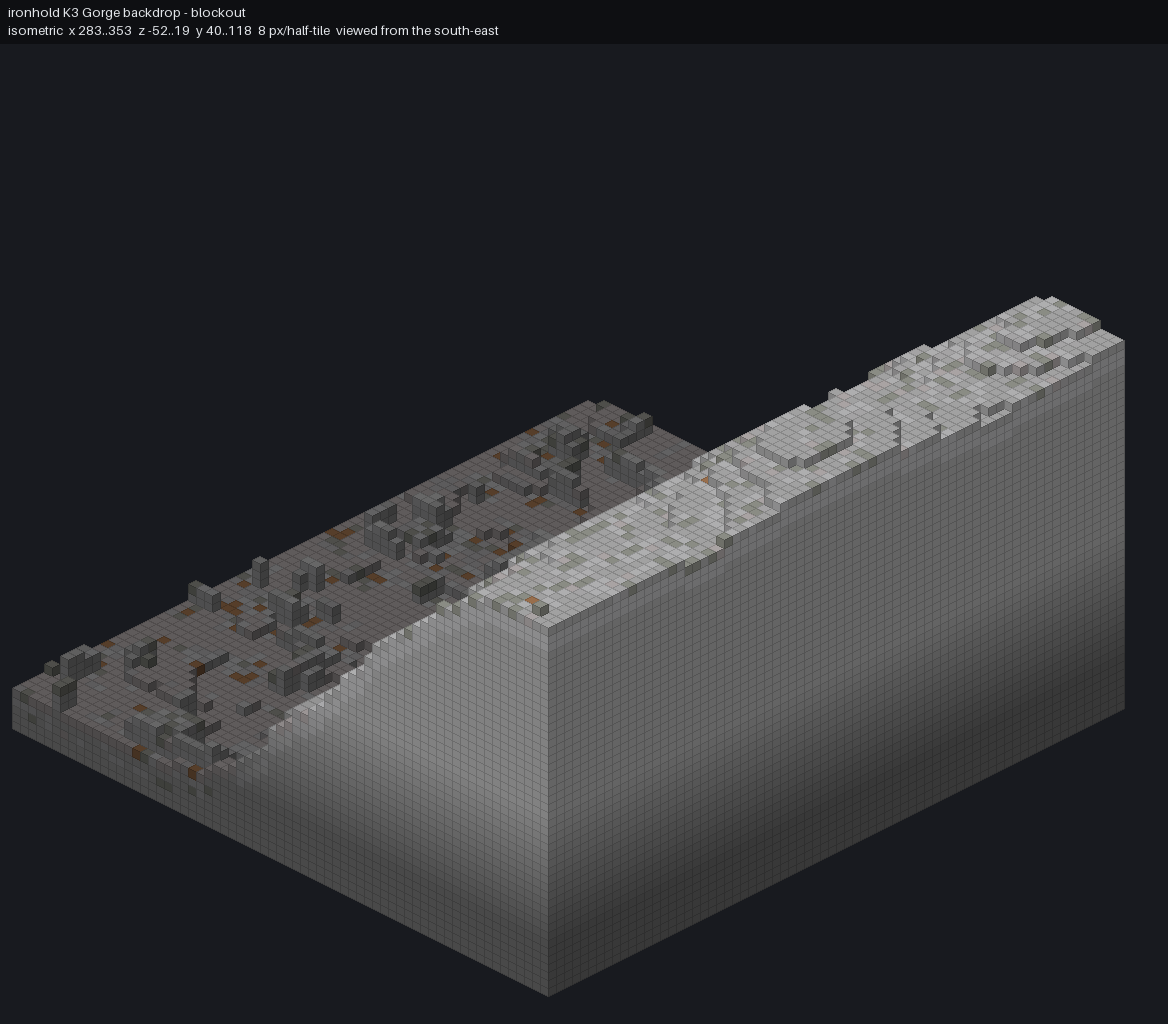 ironhold K3 Gorge backdrop - blockout
isometric  x 283..353  z -52..19  y 40..118  8 px/half-tile  viewed from the south-east